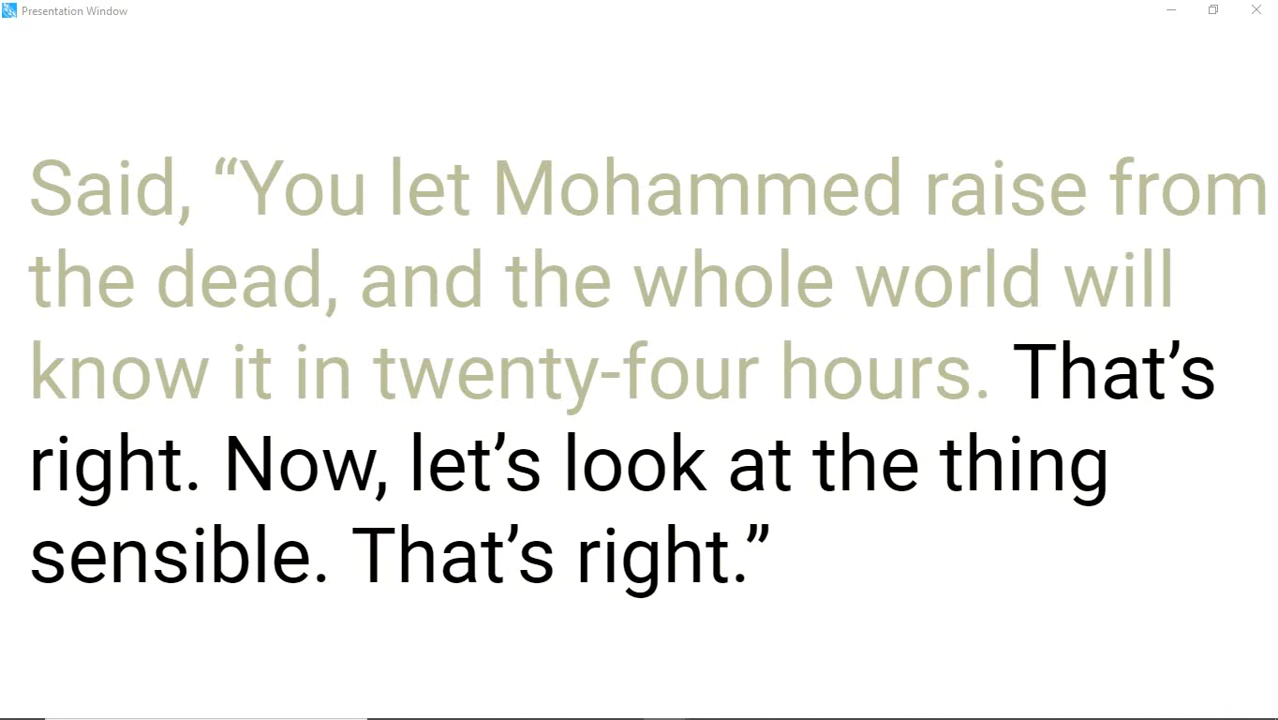 Presentation Window
Said, “You let Mohammed raise from
the dead, and the whole world will
know it in twenty-four hours. That’s
right. Now, let’s look at the thing
sensible. That’s right.”